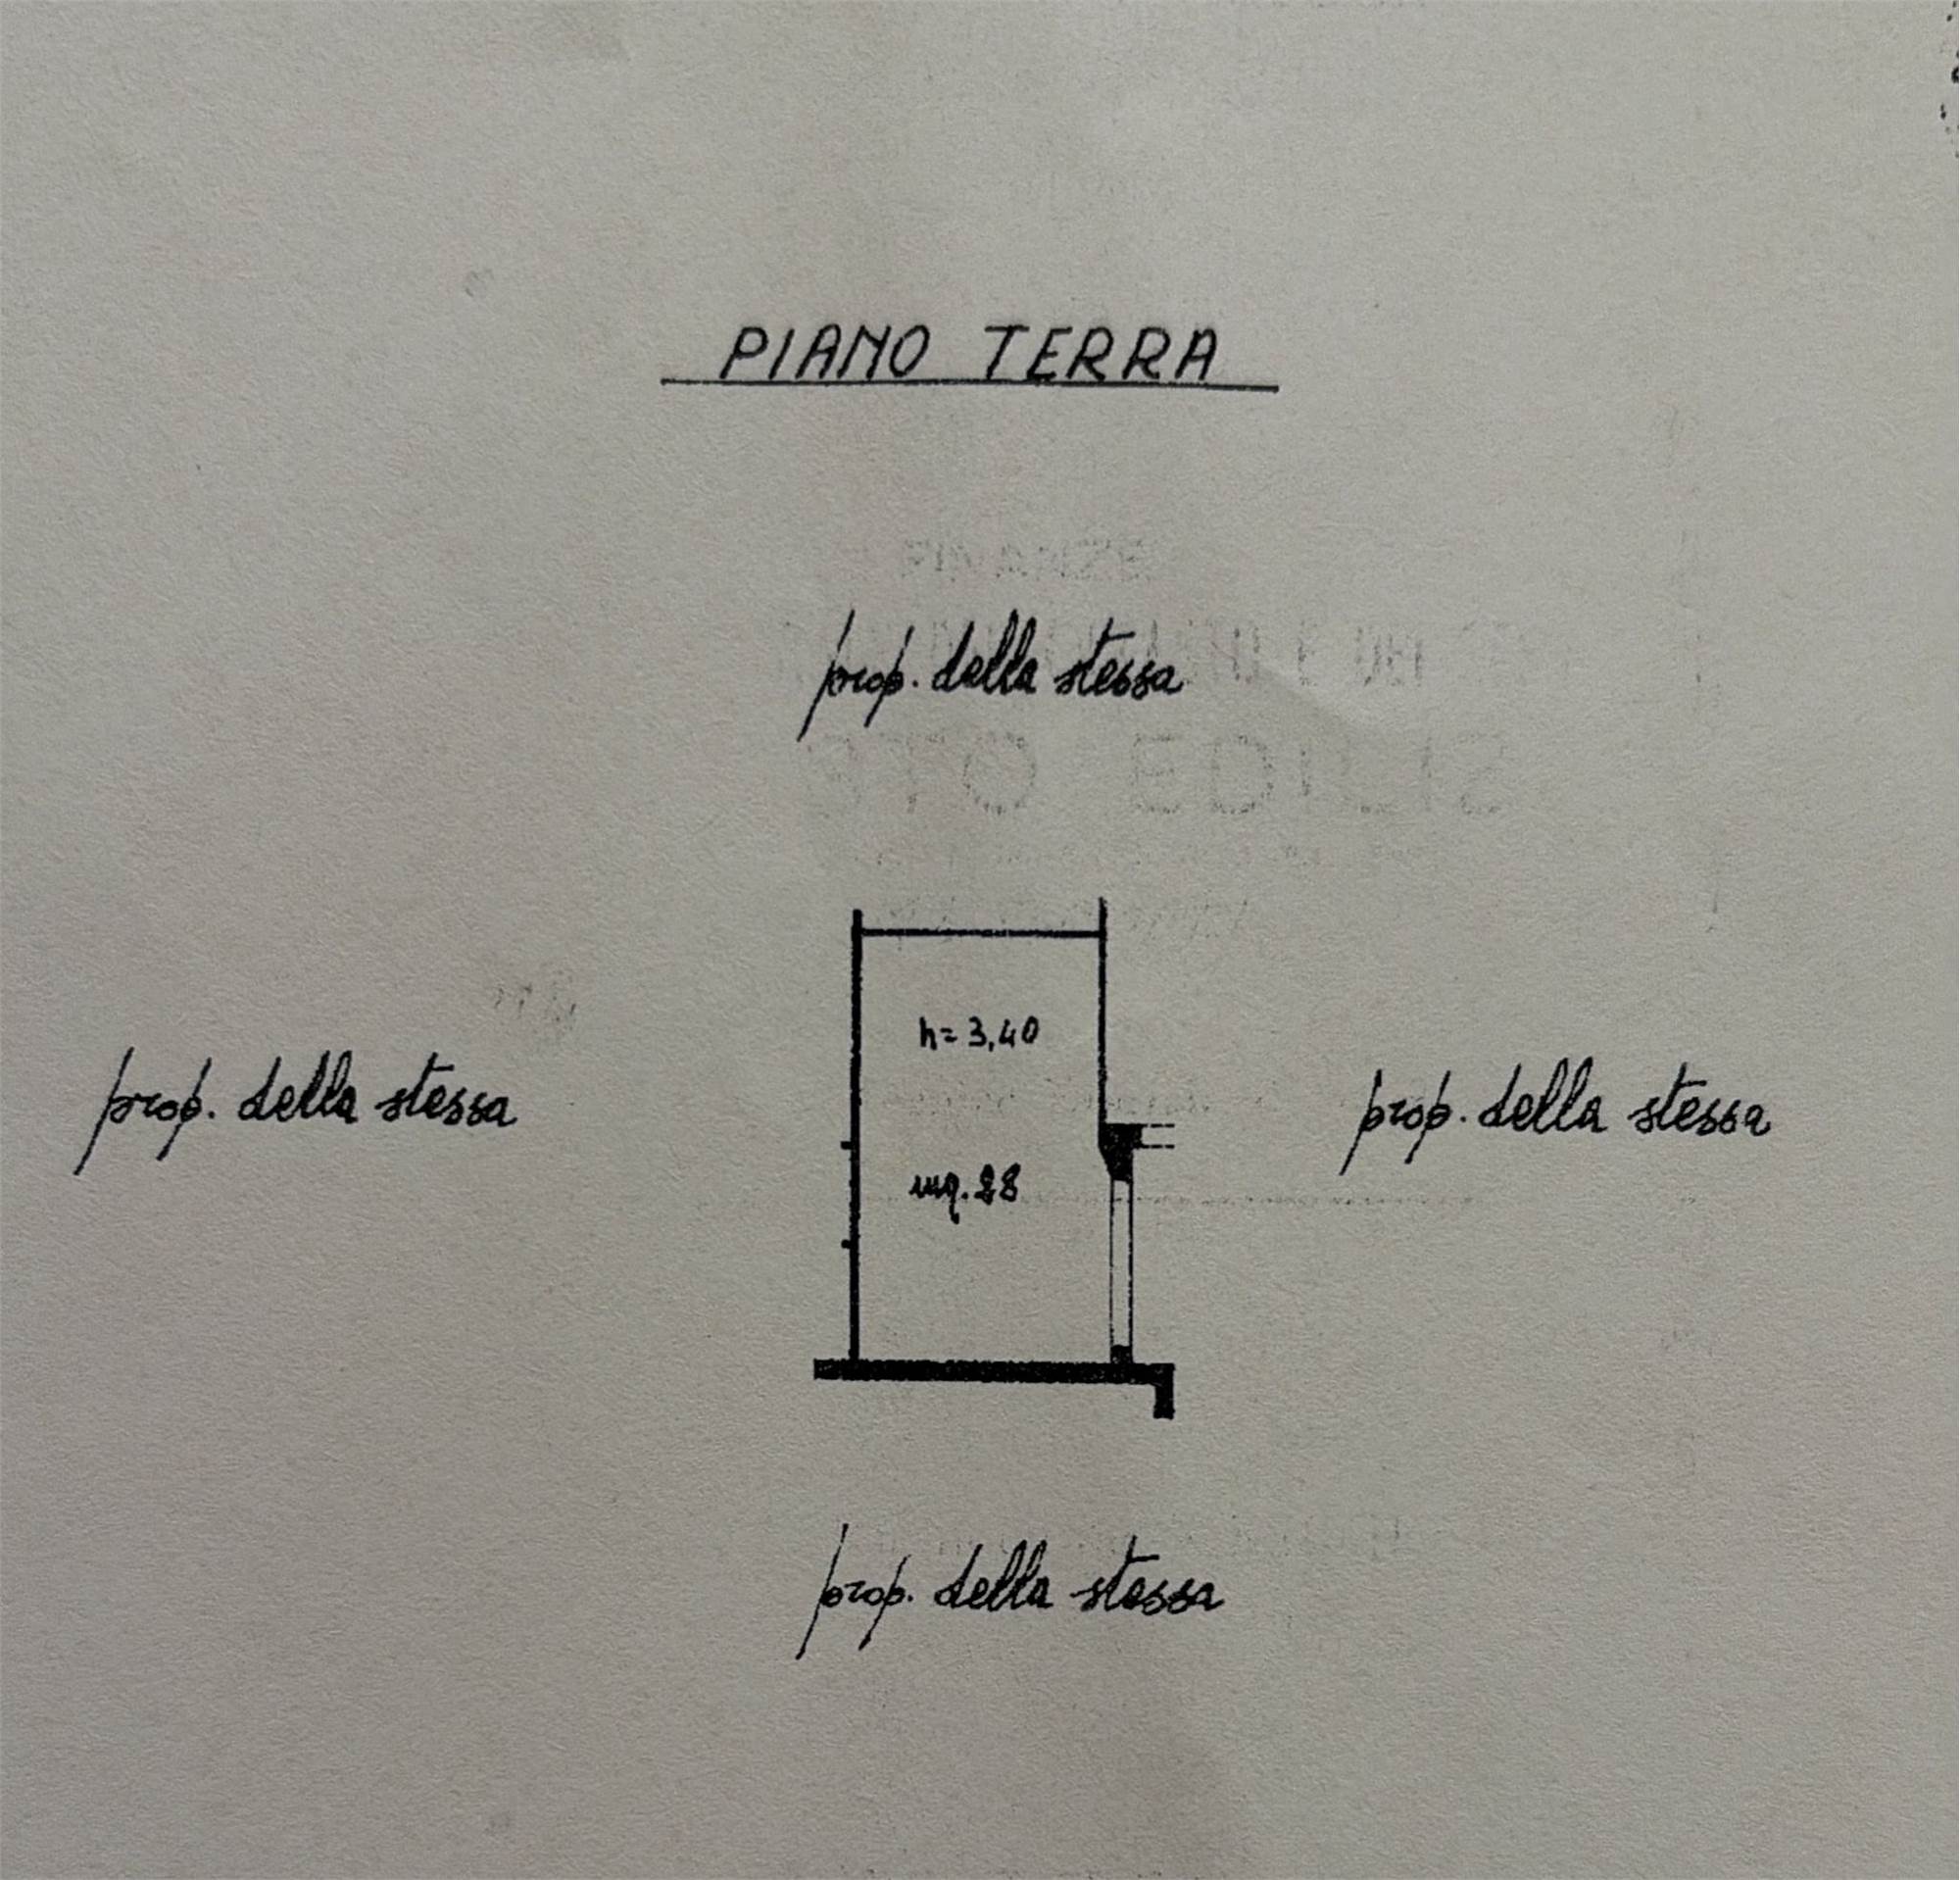 PIANO TERRA
prop. della stessa
h= 3,40
prop. della stessa
prop. della stessa
mq. 28
prop. della stessa